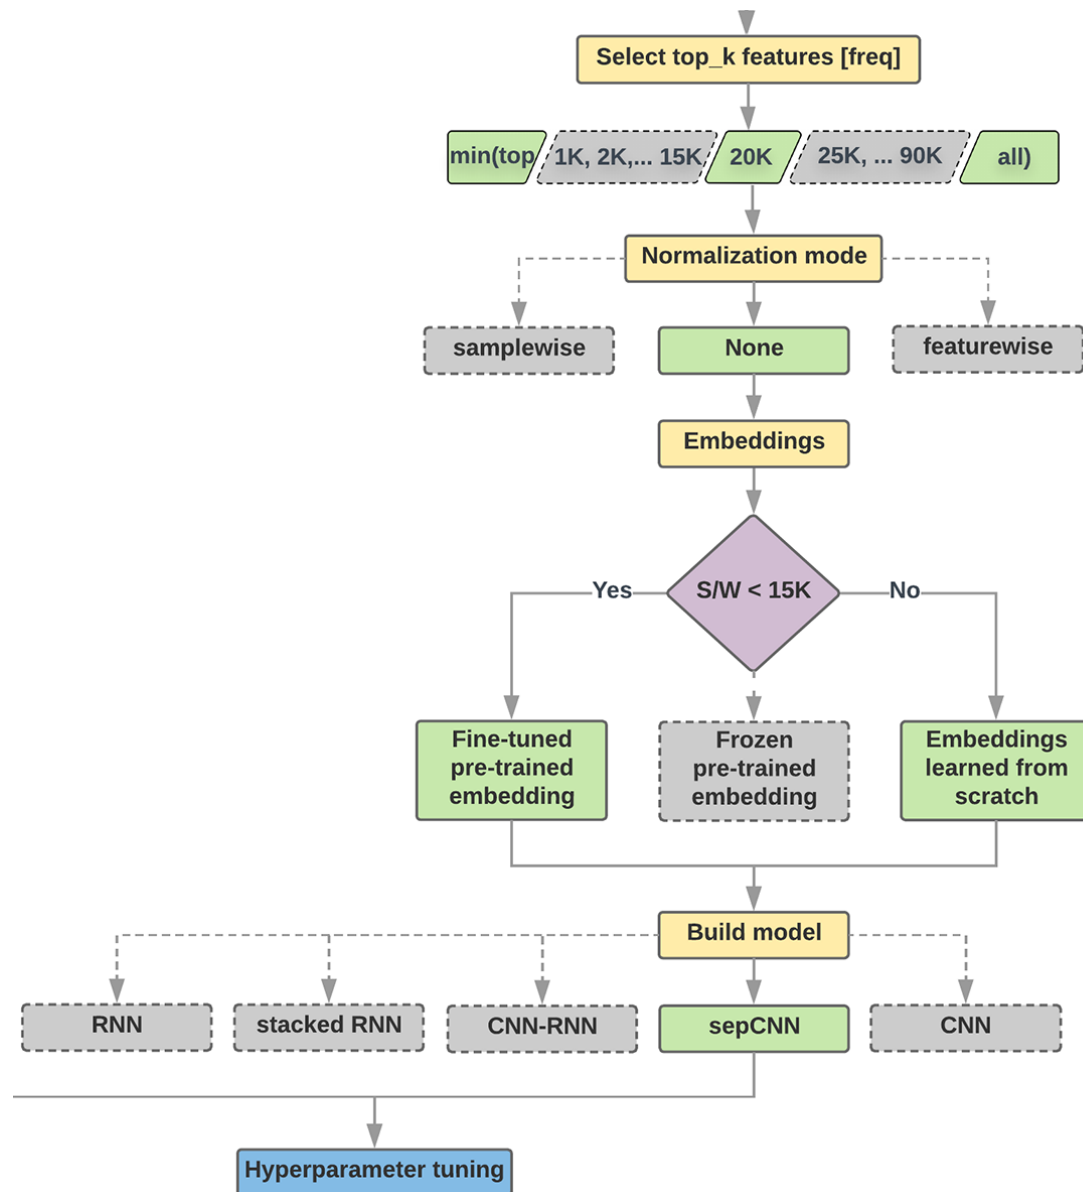 Select top_k features [freq]
min(top 1K, 2K,... 15K 20K 25K, ... 90K all)
Normalization mode
samplewise None featurewise
Embeddings
Yes S/W < 15K No
Fine-tuned
pre-trained
embedding
Frozen
pre-trained
embedding
Embeddings
learned from
scratch
Build model
RNN stacked RNN CNN-RNN sepCNN CNN
Hyperparameter tuning